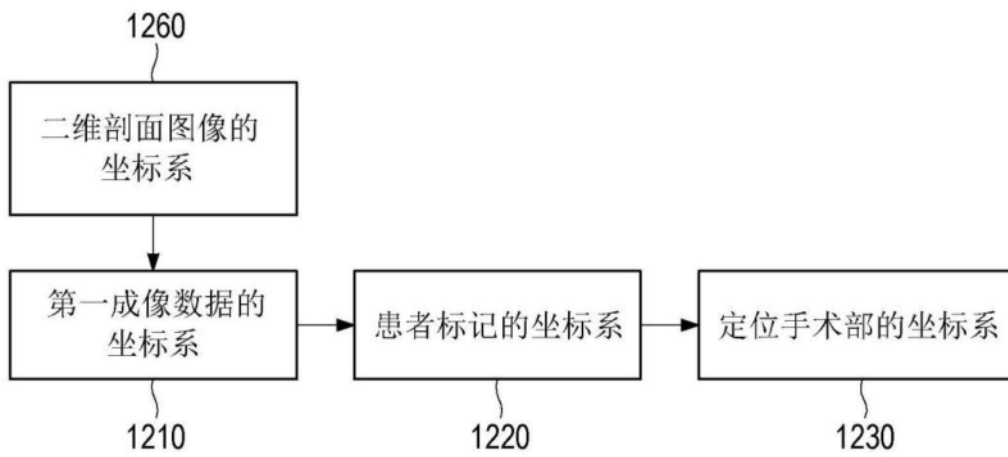 1260
二维剖面图像的
坐标系
第一成像数据的
坐标系
患者标记的坐标系
定位手术部的坐标系
1210
1220
1230